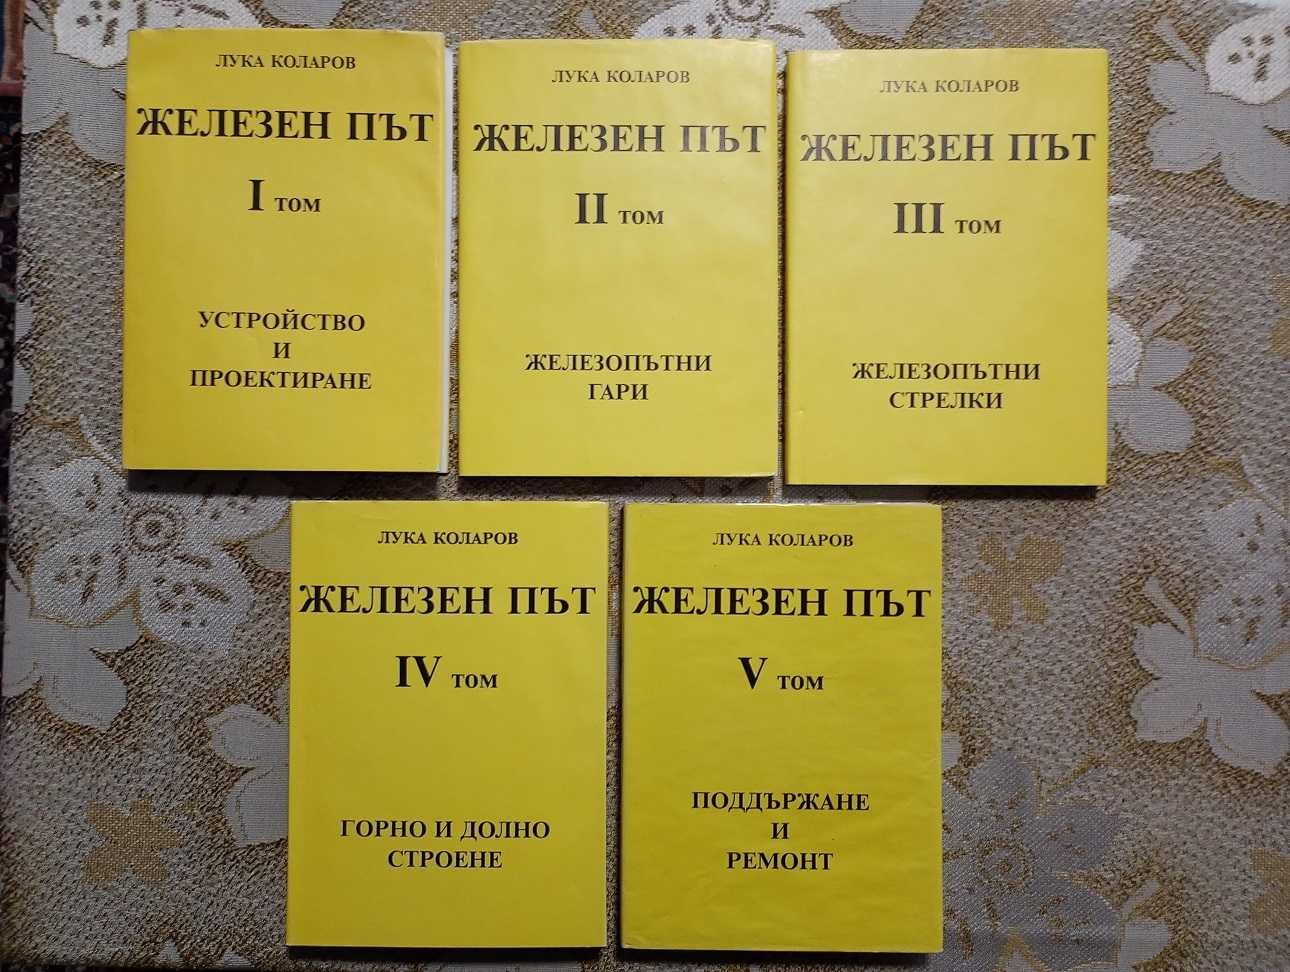 ЛУКА КОЛАРОВ
ЖЕЛЕЗЕН ПЪТ
I том
УСТРОЙСТВО
И
ПРОЕКТИРАНЕ
ЛУКА КОЛАРОВ
ЖЕЛЕЗЕН ПЪТ
II том
ЖЕЛЕЗОПЪТНИ
ГАРИ
ЛУКА КОЛАРОВ
ЖЕЛЕЗЕН ПЪТ
III том
ЖЕЛЕЗОПЪТНИ
СТРЕЛКИ
ЛУКА КОЛАРОВ
ЖЕЛЕЗЕН ПЪТ
IV том
ГОРНО И ДОЛНО
СТРОЕНЕ
ЛУКА КОЛАРОВ
ЖЕЛЕЗЕН ПЪТ
V том
ПОДДЪРЖАНЕ
И
РЕМОНТ